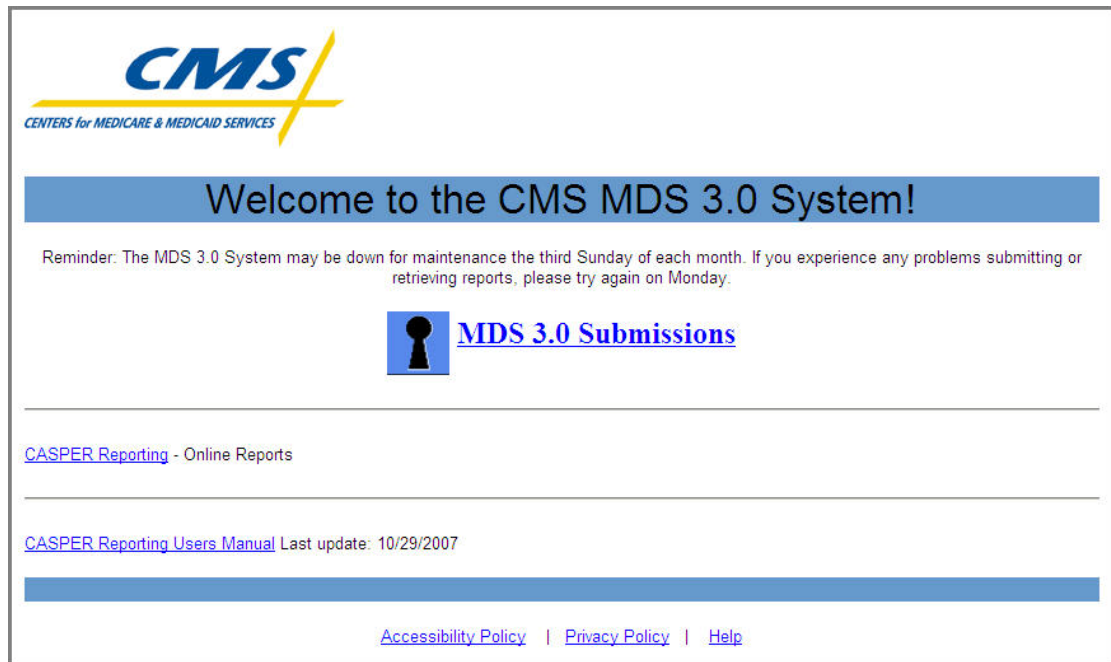 CMS
CENTERS for MEDICARE & MEDICAID SERVICES
Welcome to the CMS MDS 3.0 System!
Reminder: The MDS 3.0 System may be down for maintenance the third Sunday of each month. If you experience any problems submitting or
retrieving reports, please try again on Monday.
MDS 3.0 Submissions
CASPER Reporting - Online Reports
CASPER Reporting Users Manual Last update: 10/29/2007
Accessibility Policy | Privacy Policy | Help